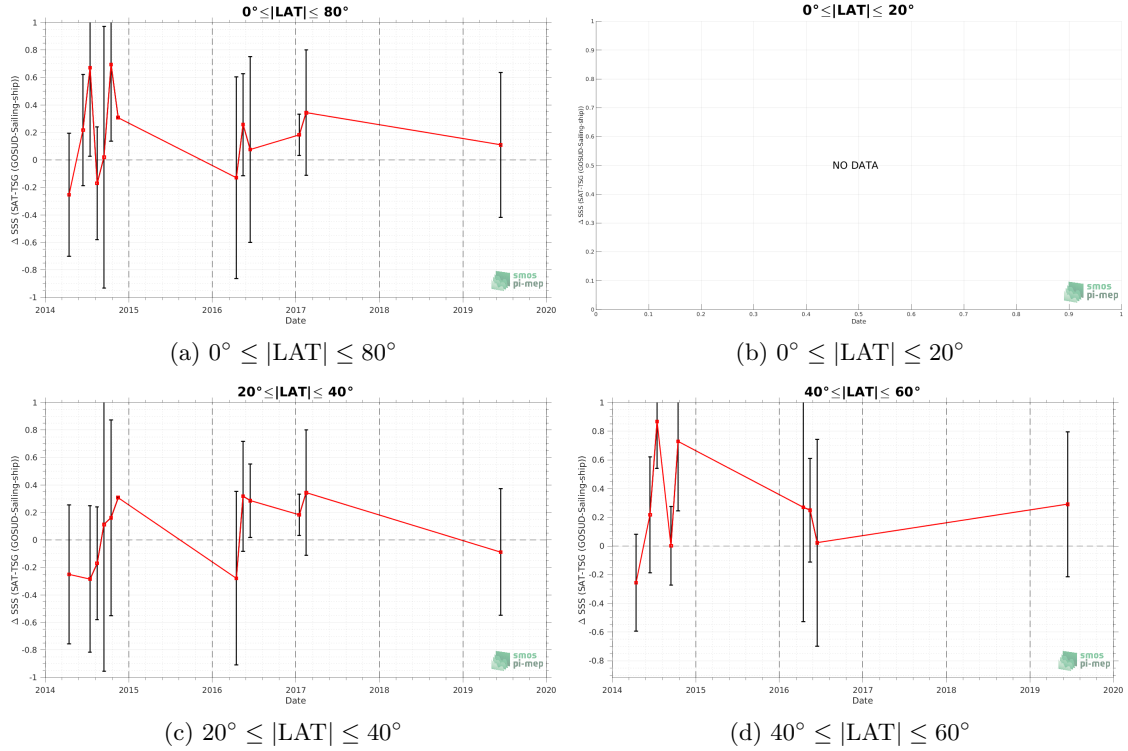 0°≤|LAT|≤ 80°
Δ SSS (SAT-TSG (GOSUD-Sailing-ship))
1
0.8
0.6
0.4
0.2
0
-0.2
-0.4
-0.6
-0.8
-1
2014 2015 2016 2017 2018 2019 2020
Date
smos
pi-mep
(a) 0° ≤ |LAT| ≤ 80°
0°≤|LAT|≤ 20°
Δ SSS (SAT-TSG (GOSUD-Sailing-ship))
1
0.9
0.8
0.7
0.6
0.5
0.4
0.3
0.2
0.1
0
NO DATA
0 0.1 0.2 0.3 0.4 0.5 0.6 0.7 0.8 0.9 1
Date
smos
pi-mep
(b) 0° ≤ |LAT| ≤ 20°
20°≤|LAT|≤ 40°
Δ SSS (SAT-TSG (GOSUD-Sailing-ship))
1
0.8
0.6
0.4
0.2
0
-0.2
-0.4
-0.6
-0.8
-1
2014 2015 2016 2017 2018 2019 2020
Date
smos
pi-mep
(c) 20° ≤ |LAT| ≤ 40°
40°≤|LAT|≤ 60°
Δ SSS (SAT-TSG (GOSUD-Sailing-ship))
1
0.8
0.6
0.4
0.2
0
-0.2
-0.4
-0.6
-0.8
2014 2015 2016 2017 2018 2019 2020
Date
smos
pi-mep
(d) 40° ≤ |LAT| ≤ 60°